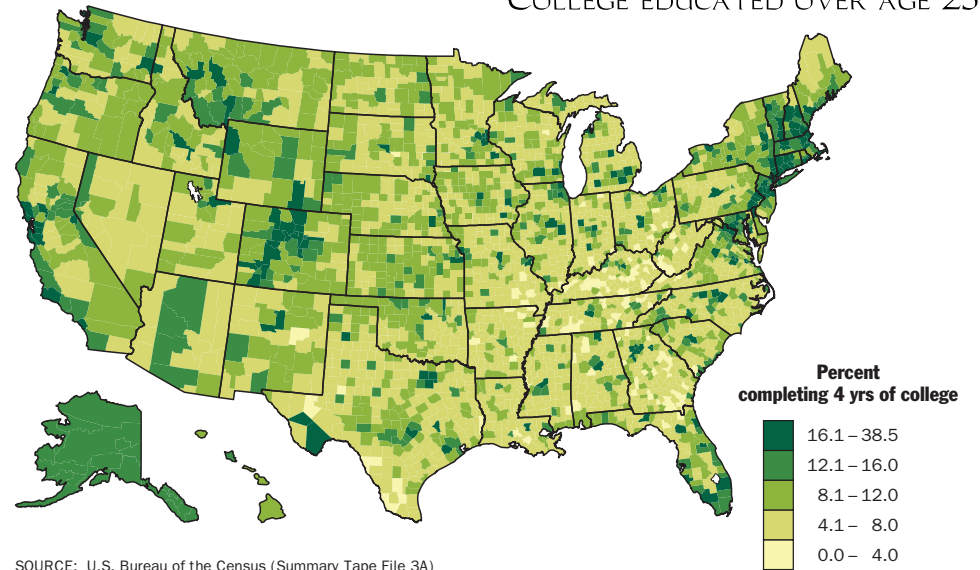 COLLEGE EDUCATED OVER AGE 25
Percent
completing 4 yrs of college
16.1 – 38.5
12.1 – 16.0
8.1 – 12.0
4.1 – 8.0
0.0 – 4.0
SOURCE: U.S. Bureau of the Census (Summary Tape File 3A)